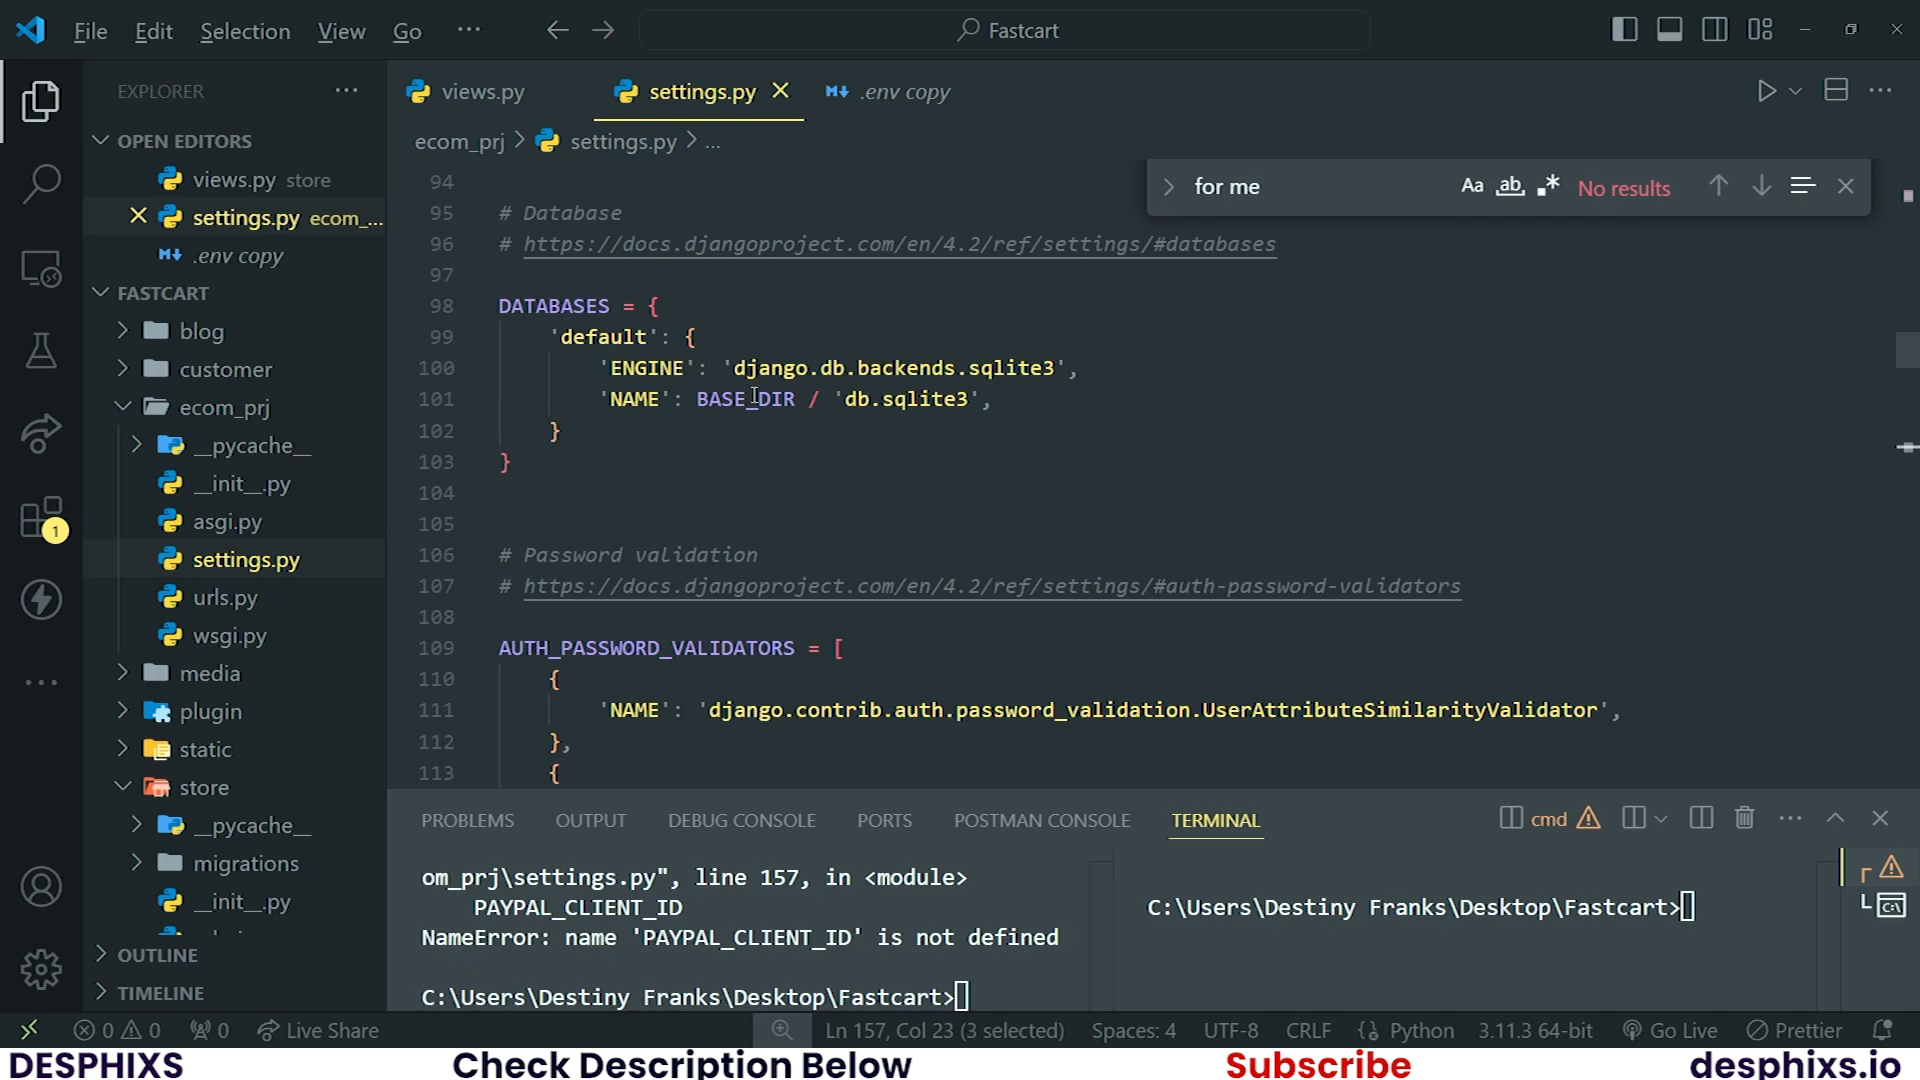 File Edit Selection View Go ··· Fastcart
EXPLORER ···
OPEN EDITORS
views.py store
settings.py ecom_...
.env copy
FASTCART
blog
customer
ecom_prj
__pycache__
__init__.py
asgi.py
settings.py
urls.py
wsgi.py
media
plugin
static
store
__pycache__
migrations
__init__.py
OUTLINE
TIMELINE
1
views.py settings.py .env copy
ecom_prj > settings.py > ...
for me Aa ab No results
94
95 # Database
96 # https://docs.djangoproject.com/en/4.2/ref/settings/#databases
97
98 DATABASES = {
99 'default': {
100 'ENGINE': 'django.db.backends.sqlite3',
101 'NAME': BASE_DIR / 'db.sqlite3',
102 }
103 }
104
105
106 # Password validation
107 # https://docs.djangoproject.com/en/4.2/ref/settings/#auth-password-validators
108
109 AUTH_PASSWORD_VALIDATORS = [
110 {
111 'NAME': 'django.contrib.auth.password_validation.UserAttributeSimilarityValidator',
112 },
113 {
PROBLEMS OUTPUT DEBUG CONSOLE PORTS POSTMAN CONSOLE TERMINAL cmd
om_prj\settings.py", line 157, in <module>
PAYPAL_CLIENT_ID
NameError: name 'PAYPAL_CLIENT_ID' is not defined
C:\Users\Destiny Franks\Desktop\Fastcart>
C:\Users\Destiny Franks\Desktop\Fastcart>
0 0 0 Live Share Ln 157, Col 23 (3 selected) Spaces: 4 UTF-8 CRLF Python 3.11.3 64-bit Go Live Prettier
DESPHIXS Check Description Below Subscribe desphixs.io